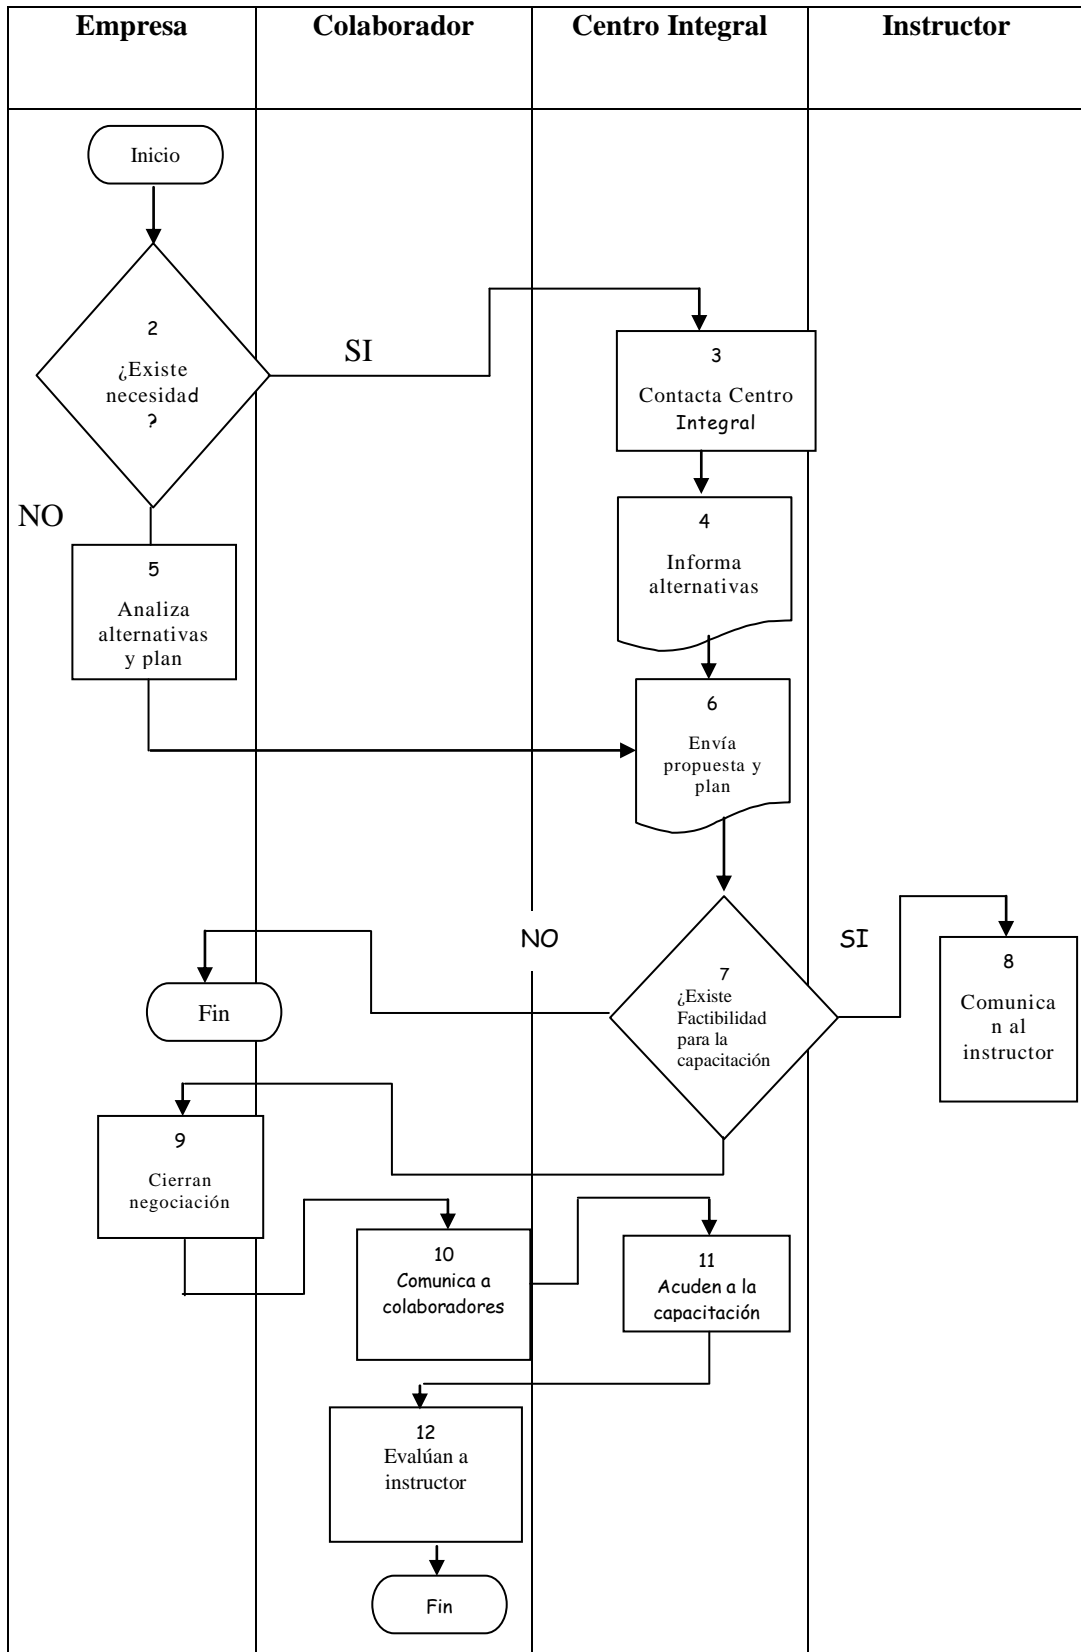 Empresa
Colaborador
Centro Integral
Instructor
Inicio
2
¿Existe
necesidad
?
SI
3
Contacta Centro
Integral
NO
4
Informa
alternativas
5
Analiza
alternativas
y plan
6
Envía
propuesta y
plan
NO
SI
7
¿Existe
Factibilidad
para la
capacitación
8
Comunica
n al
instructor
Fin
9
Cierran
negociación
10
Comunica a
colaboradores
11
Acuden a la
capacitación
12
Evalúan a
instructor
Fin